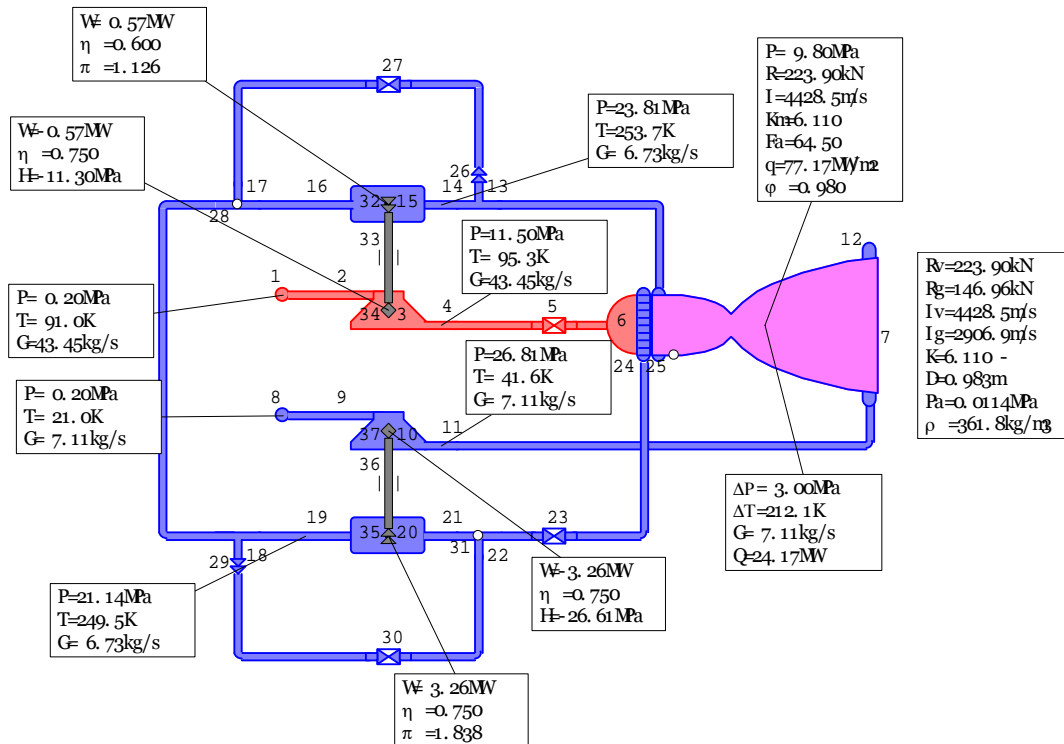 W= 0.57MW
η =0.600
π =1.126
27
P= 9.80MPa
R=223.90kN
I=4428.5m/s
Km=6.110
Fa=64.50
q=77.17MW/m2
φ =0.980
P=23.81MPa
T=253.7K
G= 6.73kg/s
W=-0.57MW
η =0.750
H=-11.30MPa
26
17
16
32
15
14
13
28
33
P=11.50MPa
T= 95.3K
G=43.45kg/s
12
1
2
Rv=223.90kN
Rg=146.96kN
Iv=4428.5m/s
Ig=2906.9m/s
K=6.110 -
D=0.983m
Pa=0.0114MPa
ρ =361.8kg/m3
P= 0.20MPa
T= 91.0K
G=43.45kg/s
34
3
4
5
6
7
24
25
P=26.81MPa
T= 41.6K
G= 7.11kg/s
P= 0.20MPa
T= 21.0K
G= 7.11kg/s
8
9
37
10
11
36
ΔP= 3.00MPa
ΔT=212.1K
G= 7.11kg/s
Q=24.17MW
19
35
20
21
23
31
22
29
18
W=-3.26MW
η =0.750
H=-26.61MPa
P=21.14MPa
T=249.5K
G= 6.73kg/s
30
W= 3.26MW
η =0.750
π =1.838